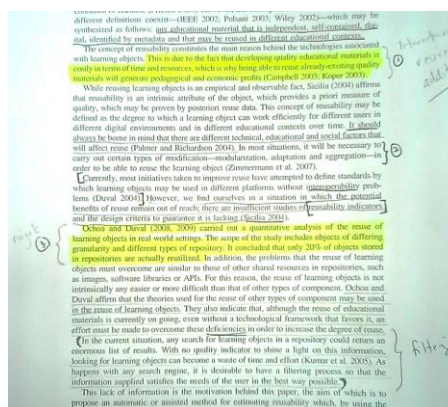 different definitions coexist—(IEEE 2002; Polsani 2003; Wiley 2002)—which may be
synthesized as follows: any educational material that is independent, self-contained, digi-
tal, identified by metadata and that may be reused in different educational contexts.
The concept of reusability constitutes the main reason behind the technologies associated
with learning objects. This is due to the fact that developing quality educational materials is
costly in terms of time and resources, which is why being able to reuse already-existing quality
materials will generate pedagogical and economic profits (Campbell 2003; Koper 2003).
While reusing learning objects is an empirical and observable fact, Sicilia (2004) affirms
that reusability is an intrinsic attribute of the object, which provides a priori measure of
quality, which may be proven by posterior reuse data. This concept of reusability may be
defined as the degree to which a learning object can work efficiently for different users in
different digital environments and in different educational contexts over time. It should
always be borne in mind that there are different technical, educational and social factors that
will affect reuse (Palmer and Richardson 2004). In most situations, it will be necessary to
carry out certain types of modification—modularization, adaptation and aggregation—in
order to be able to reuse the learning object (Zimmermann et al. 2007).
Currently, most initiatives taken to improve reuse have attempted to define standards by
which learning objects may be used in different platforms without interoperability prob-
lems (Duval 2004). However, we find ourselves in a situation in which the potential
benefits of reuse remain out of reach; there are insufficient studies of reusability indicators
and the design criteria to guarantee it is lacking (Sicilia 2004).
Ochoa and Duval (2008, 2009) carried out a quantitative analysis of the reuse of
learning objects in real world settings. The scope of the study includes objects of differing
granularity and different types of repository. It concluded that only 20% of objects stored
in repositories are actually reutilized. In addition, the problems that the reuse of learning
objects must overcome are similar to those of other shared resources in repositories, such
as images, software libraries or APIs. For this reason, the reuse of learning objects is not
intrinsically any easier or more difficult than that of other types of component. Ochoa and
Duval affirm that the theories used for the reuse of other types of component may be used
in the reuse of learning objects. They also indicate that, although the reuse of educational
materials is currently on going, even without a technological framework that favors it, an
effort must be made to overcome these deficiencies in order to increase the degree of reuse.
In the current situation, any search for learning objects in a repository could return an
enormous list of results. With no quality indicator to shine a light on this information,
looking for learning objects can become a waste of time and effort (Kumar et al. 2005). As
happens with any search engine, it is desirable to have a filtering process so that the
information supplied satisfies the needs of the user in the best way possible.
This lack of information is the motivation behind this paper, the aim of which is to
propose an automatic or assisted method for estimating reusability which, by using the
1
2
3